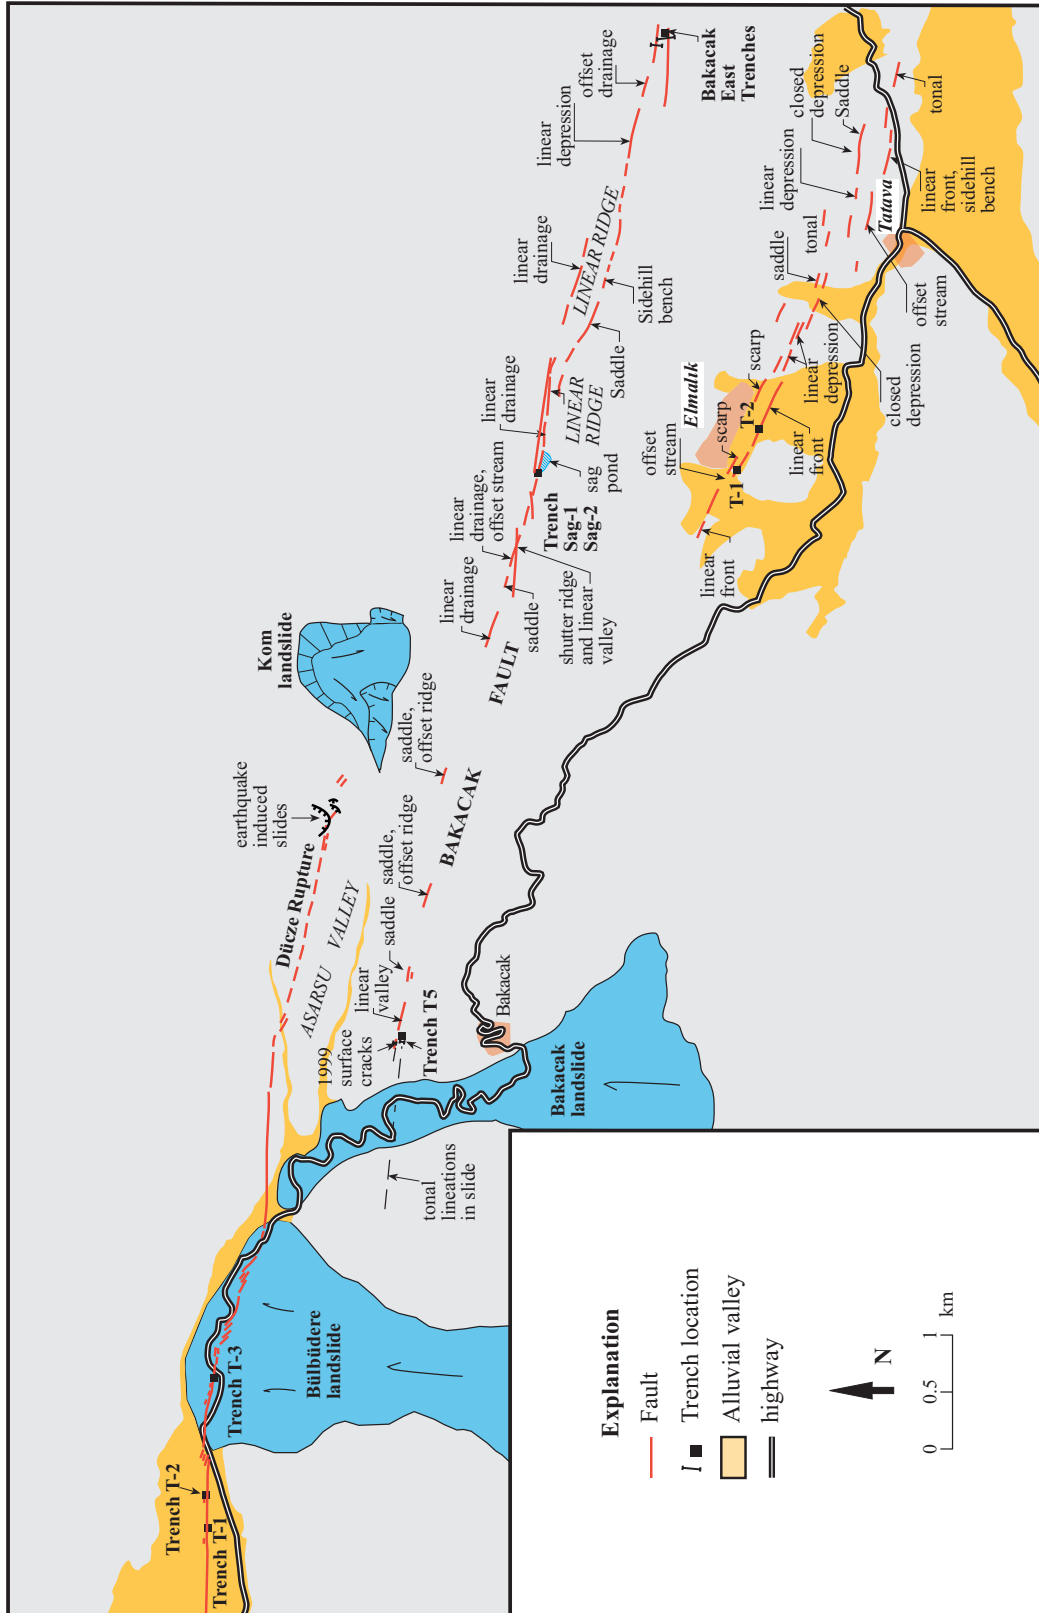 Kom
landslide
earthquake
induced
slides
Dücze Rupture
ASARSU VALLEY
1999
surface
cracks
linear
valley
saddle
saddle,
offset ridge
saddle,
offset ridge
Trench T5
BAKACAK
FAULT
Bakacak
Bakacak
landslide
tonal
lineations
in slide
Bülbüdere
landslide
Trench T-3
Trench T-2
Trench T-1
linear
drainage
saddle
linear
drainage,
offset stream
shutter ridge
and linear
valley
Trench
Sag-1
Sag-2
sag
pond
linear
drainage
LINEAR
RIDGE
Saddle
linear
drainage
LINEAR RIDGE
Sidehill
bench
linear
depression
offset
drainage
Bakacak
East
Trenches
linear
front
offset
stream
Elmalık
T-1
scarp
T-2
scarp
linear
front
linear
depression
closed
depression
saddle
tonal
linear
depression
closed
depression
Saddle
Tatava
offset
stream
linear
front,
sidehill
bench
tonal
Explanation
Fault
Trench location
Alluvial valley
highway
N
0 0.5 1 km